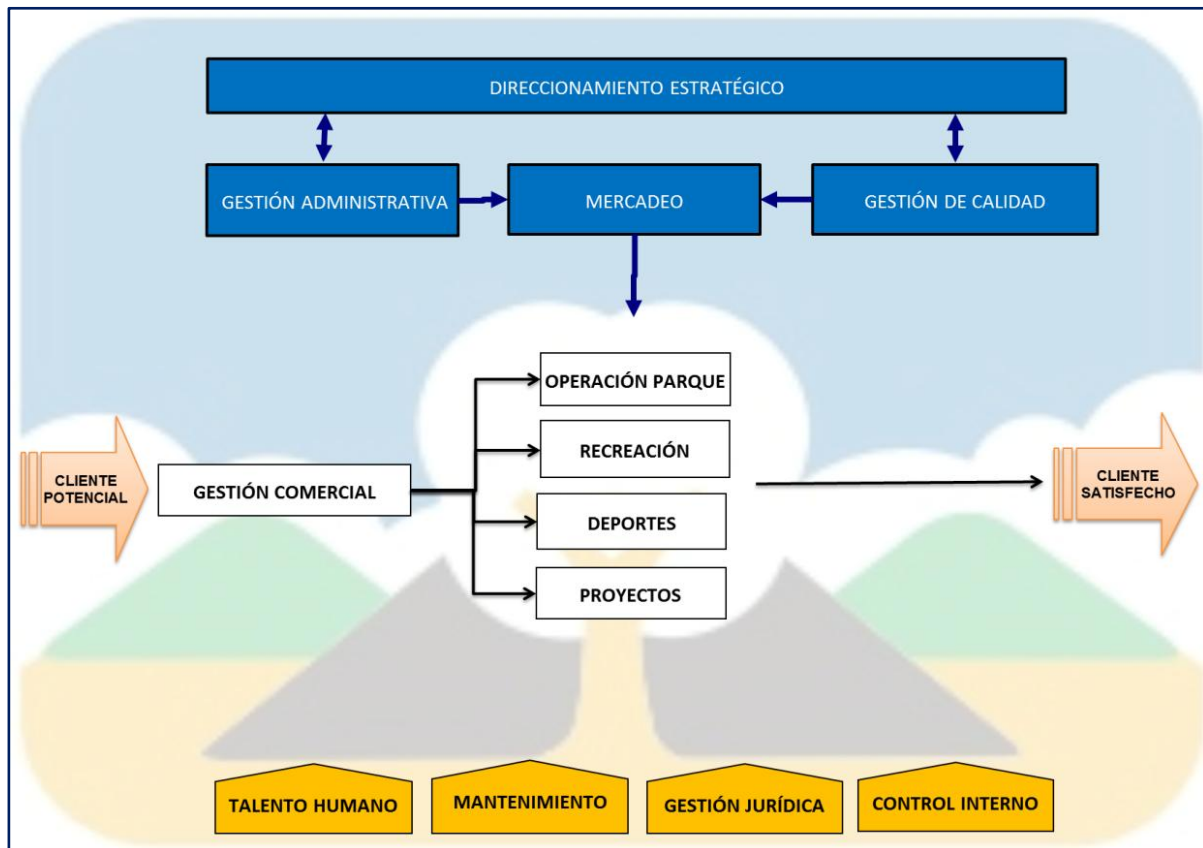 DIRECCIONAMIENTO ESTRATÉGICO
GESTIÓN ADMINISTRATIVA
MERCADEO
GESTIÓN DE CALIDAD
OPERACIÓN PARQUE
RECREACIÓN
CLIENTE
POTENCIAL
GESTIÓN COMERCIAL
CLIENTE
SATISFECHO
DEPORTES
PROYECTOS
TALENTO HUMANO
MANTENIMIENTO
GESTIÓN JURÍDICA
CONTROL INTERNO